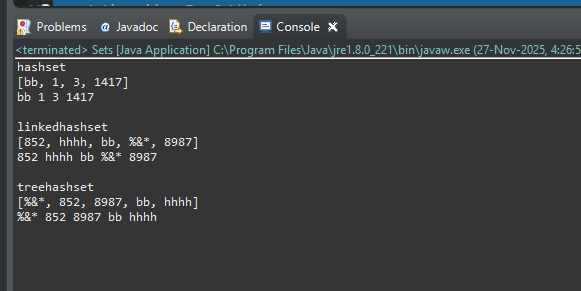 Problems @ Javadoc Declaration Console
<terminated> Sets [Java Application] C:\Program Files\Java\jre1.8.0_221\bin\javaw.exe (27-Nov-2025, 4:26:5
hashset
[bb, 1, 3, 1417]
bb 1 3 1417
linkedhashset
[852, hhhh, bb, %&*, 8987]
852 hhhh bb %&* 8987
treehashset
[%&*, 852, 8987, bb, hhhh]
%&* 852 8987 bb hhhh